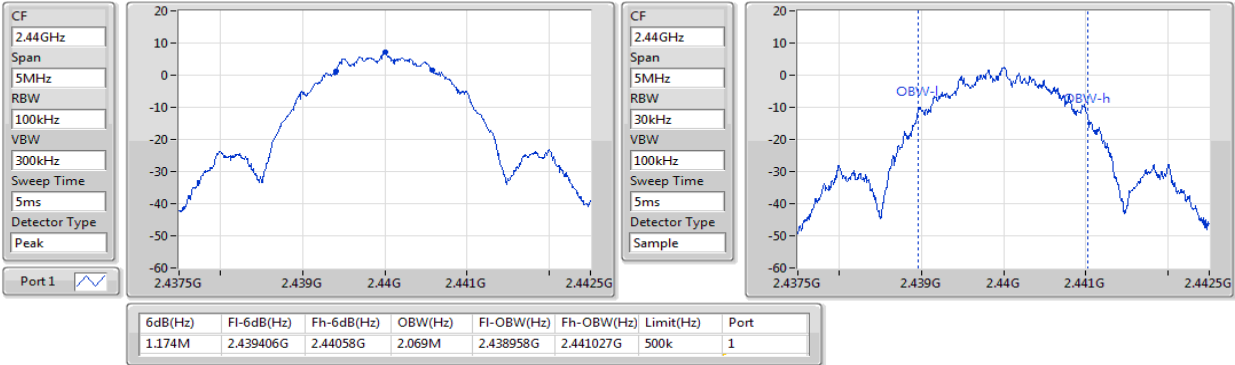 CF
2.44GHz
Span
5MHz
RBW
100kHz
VBW
300kHz
Sweep Time
5ms
Detector Type
Peak
Port 1
20
10
0
-10
-20
-30
-40
-50
-60
2.4375G 2.439G 2.44G 2.441G 2.4425G
CF
2.44GHz
Span
5MHz
RBW
30kHz
VBW
100kHz
Sweep Time
5ms
Detector Type
Sample
20
10
0
-10
-20
-30
-40
-50
-60
OBW-l
OBW-h
2.4375G 2.439G 2.44G 2.441G 2.4425G
6dB(Hz) Fl-6dB(Hz) Fh-6dB(Hz) OBW(Hz) Fl-OBW(Hz) Fh-OBW(Hz) Limit(Hz) Port
1.174M 2.439406G 2.44058G 2.069M 2.438958G 2.441027G 500k 1